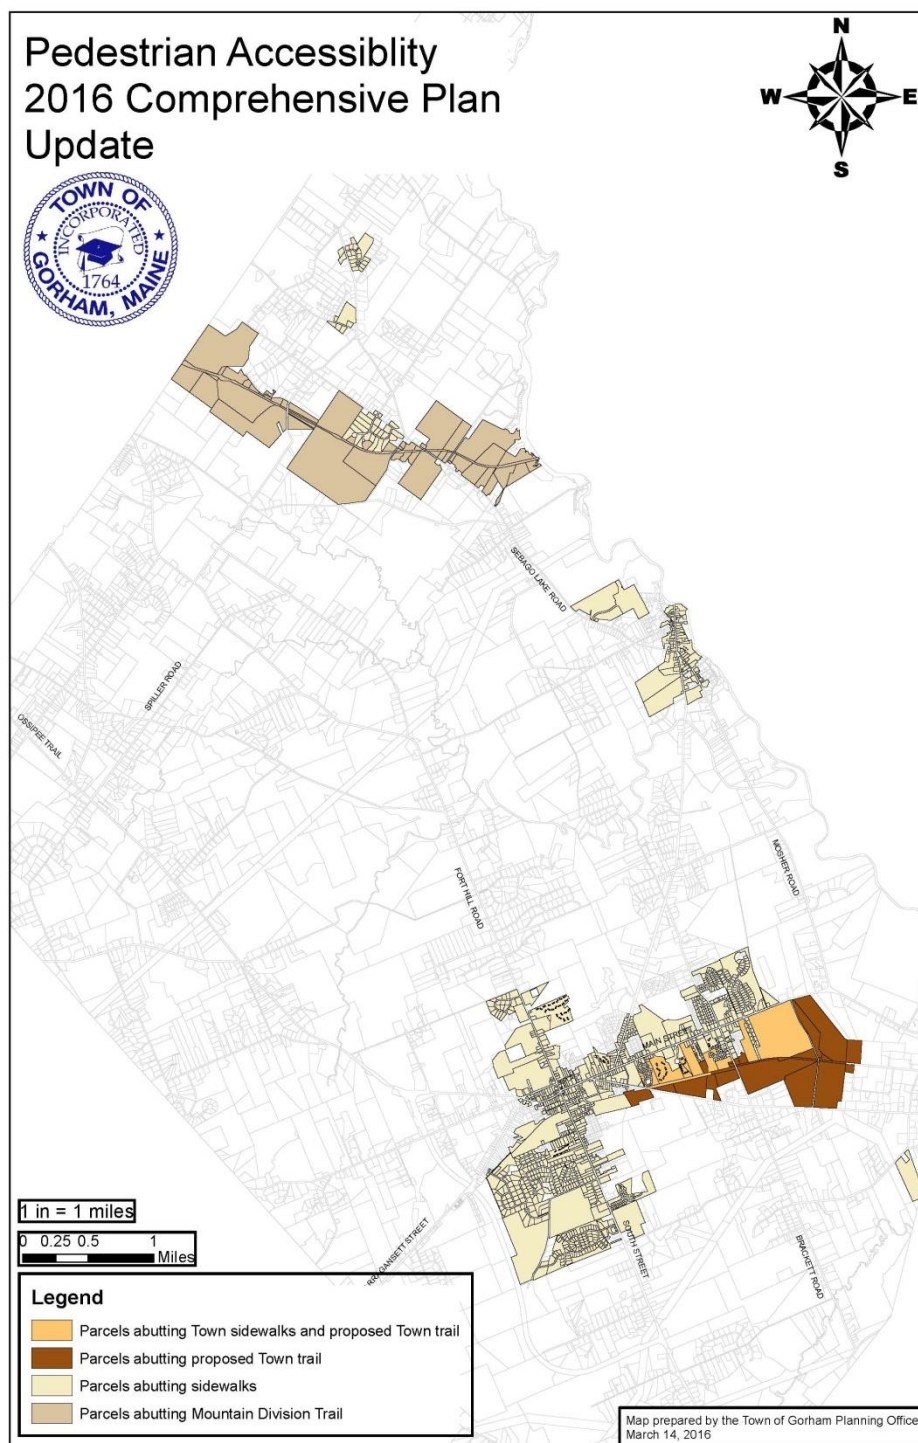 Pedestrian Accessiblity
2016 Comprehensive Plan
Update
N
W E
S
TOWN OF
INCORPORATED
1764
GORHAM, MAINE
SEBAGO LAKE ROAD
SPILLER ROAD
OSSIPEE TRAIL
MOSHER ROAD
FORT HILL ROAD
MAIN STREET
RRAGANSETT STREET
SOUTH STREET
BRACKETT ROAD
1 in = 1 miles
0 0.25 0.5 1
Miles
Legend
Parcels abutting Town sidewalks and proposed Town trail
Parcels abutting proposed Town trail
Parcels abutting sidewalks
Parcels abutting Mountain Division Trail
Map prepared by the Town of Gorham Planning Office
March 14, 2016